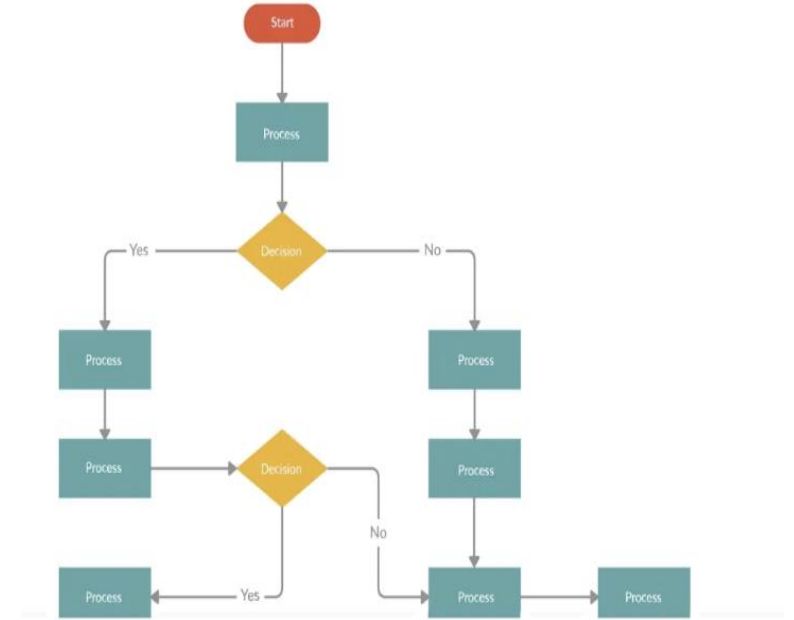 Start
Process
Decision
Yes
No
Process
Process
Process
Decision
Process
No
Process
Yes
Process
Process